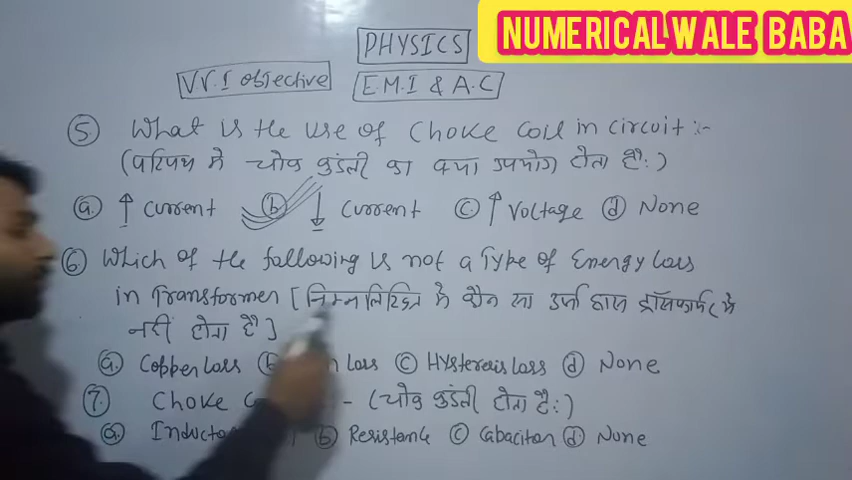 NUMERICAL WALE BABA
PHYSICS
V.V.I objective
E.M.I & A.C
5. What is the use of Choke Coil in circuit:-
(परिपथ में चोक कुंडली का क्या उपयोग होता है:)
a. ↑ current b ↓ current c ↑ voltage d None
6. Which of the following is not a Type of Energy Loss
in Transformer [निम्नलिखित में कौन सा उर्जा ह्रास ट्रॉसफार्मर में
नहीं होता है]
a. Copper Loss b Loss c Hysteresis Loss d None
7. Choke :- (चोक कुंडली होता है:)
a. b Resistance c Capacitor d. None